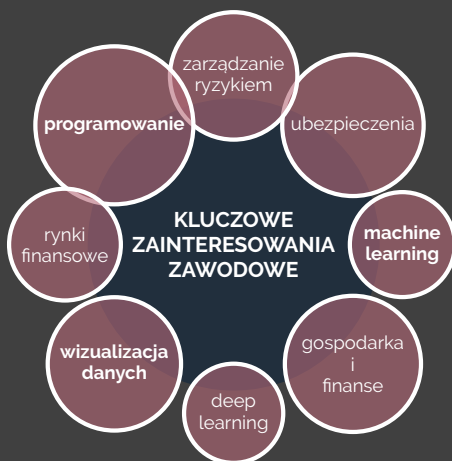 zarządzanie
ryzykiem
programowanie
ubezpieczenia
KLUCZOWE
ZAINTERESOWANIA
ZAWODOWE
rynki
finansowe
machine
learning
wizualizacja
danych
gospodarka
i
finanse
deep
learning